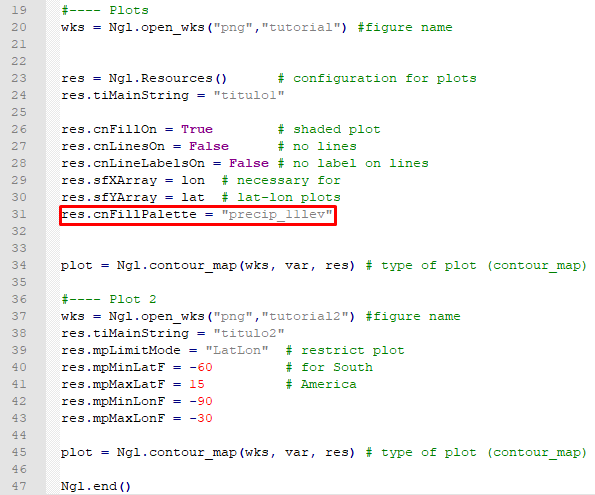 19 #---- Plots
20 wks = Ngl.open_wks("png","tutorial") #figure name
21
22
23 res = Ngl.Resources()      # configuration for plots
24 res.tiMainString = "titulo1"
25
26 res.cnFillOn = True        # shaded plot
27 res.cnLinesOn = False      # no lines
28 res.cnLineLabelsOn = False # no label on lines
29 res.sfXArray = lon  # necessary for
30 res.sfYArray = lat  # lat-lon plots
31 res.cnFillPalette = "precip_11lev"
32
33
34 plot = Ngl.contour_map(wks, var, res) # type of plot (contour_map)
35
36 #---- Plot 2
37 wks = Ngl.open_wks("png","tutorial2") #figure name
38 res.tiMainString = "titulo2"
39 res.mpLimitMode = "LatLon"  # restrict plot
40 res.mpMinLatF = -60         # for South
41 res.mpMaxLatF = 15          # America
42 res.mpMinLonF = -90
43 res.mpMaxLonF = -30
44
45 plot = Ngl.contour_map(wks, var, res) # type of plot (contour_map)
46
47 Ngl.end()